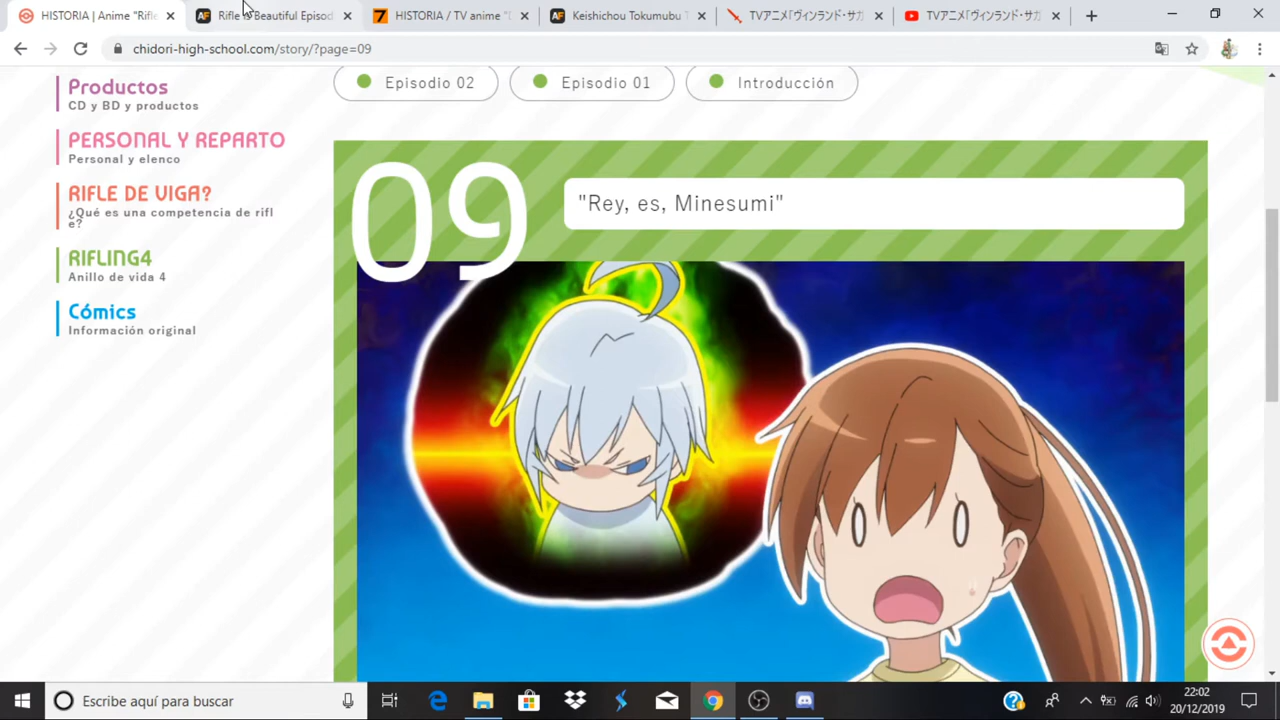 HISTORIA | Anime "Rifle
Rifle is Beautiful Episod
HISTORIA / TV anime "D
Keishichou Tokumubu T
TVアニメ「ヴィンランド・サガ
TVアニメ「ヴィンランド・サガ
chidori-high-school.com/story/?page=09
Productos
CD y BD y productos
PERSONAL Y REPARTO
Personal y elenco
RIFLE DE VIGA?
¿Qué es una competencia de rifl
e?
RIFLING4
Anillo de vida 4
Cómics
Información original
Episodio 02
Episodio 01
Introducción
09
"Rey, es, Minesumi"
Escribe aquí para buscar
22:02
20/12/2019